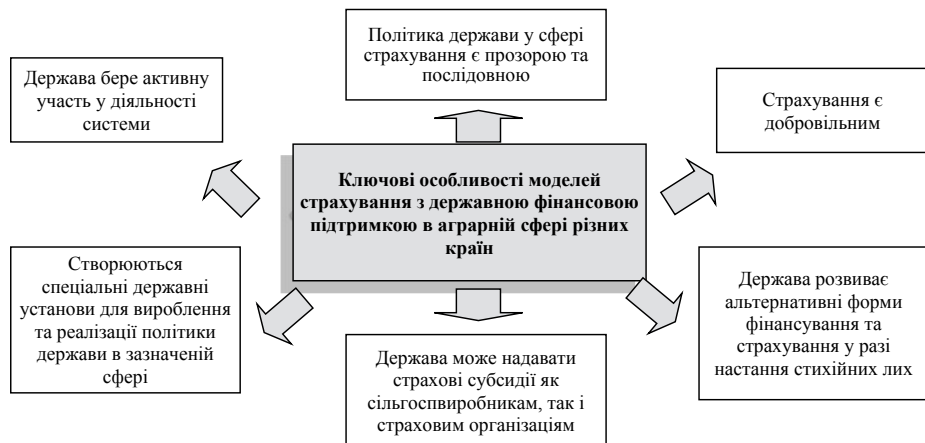 Політика держави у сфері
страхування є прозорою та
послідовною
Держава бере активну
участь у діяльності
системи
Страхування є
добровільним
Ключові особливості моделей
страхування з державною фінансовою
підтримкою в аграрній сфері різних
країн
Створюються
спеціальні державні
установи для вироблення
та реалізації політики
держави в зазначеній
сфері
Держава може надавати
страхові субсидії як
сільгоспвиробникам, так і
страховим організаціям
Держава розвиває
альтернативні форми
фінансування та
страхування у разі
настання стихійних лих